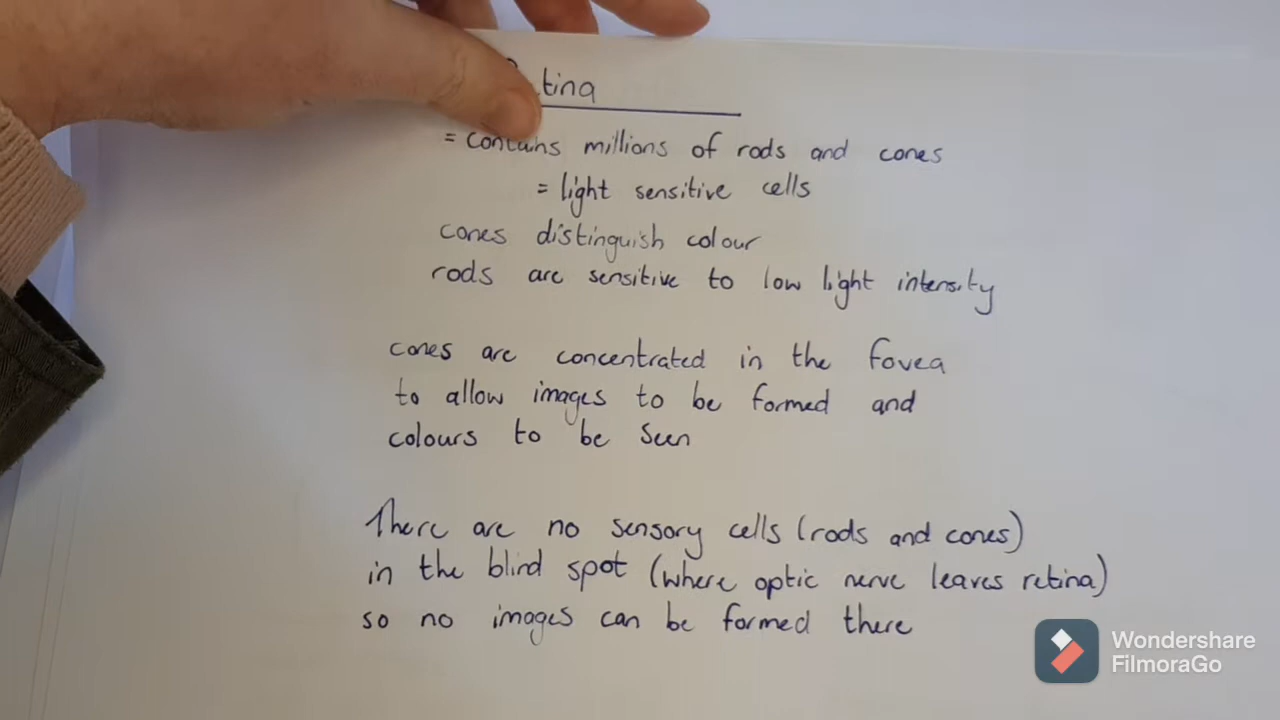 tina
= contains millions of rods and cones
= light sensitive cells
cones distinguish colour
rods are sensitive to low light intensity
cones are concentrated in the fovea
to allow images to be formed and
colours to be seen
There are no sensory cells (rods and cones)
in the blind spot (where optic nerve leaves retina)
so no images can be formed there
Wondershare
FilmoraGo